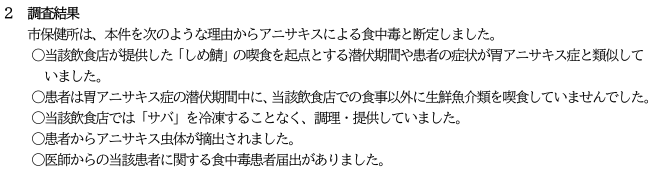 ２　調査結果
市保健所は、本件を次のような理由からアニサキスによる食中毒と断定しました。
○当該飲食店が提供した「しめ鯖」の喫食を起点とする潜伏期間や患者の症状が胃アニサキス症と類似して
いました。
○患者は胃アニサキス症の潜伏期間中に、当該飲食店での食事以外に生鮮魚介類を喫食していませんでした。
○当該飲食店では「サバ」を冷凍することなく、調理・提供していました。
○患者からアニサキス虫体が摘出されました。
○医師からの当該患者に関する食中毒患者届出がありました。